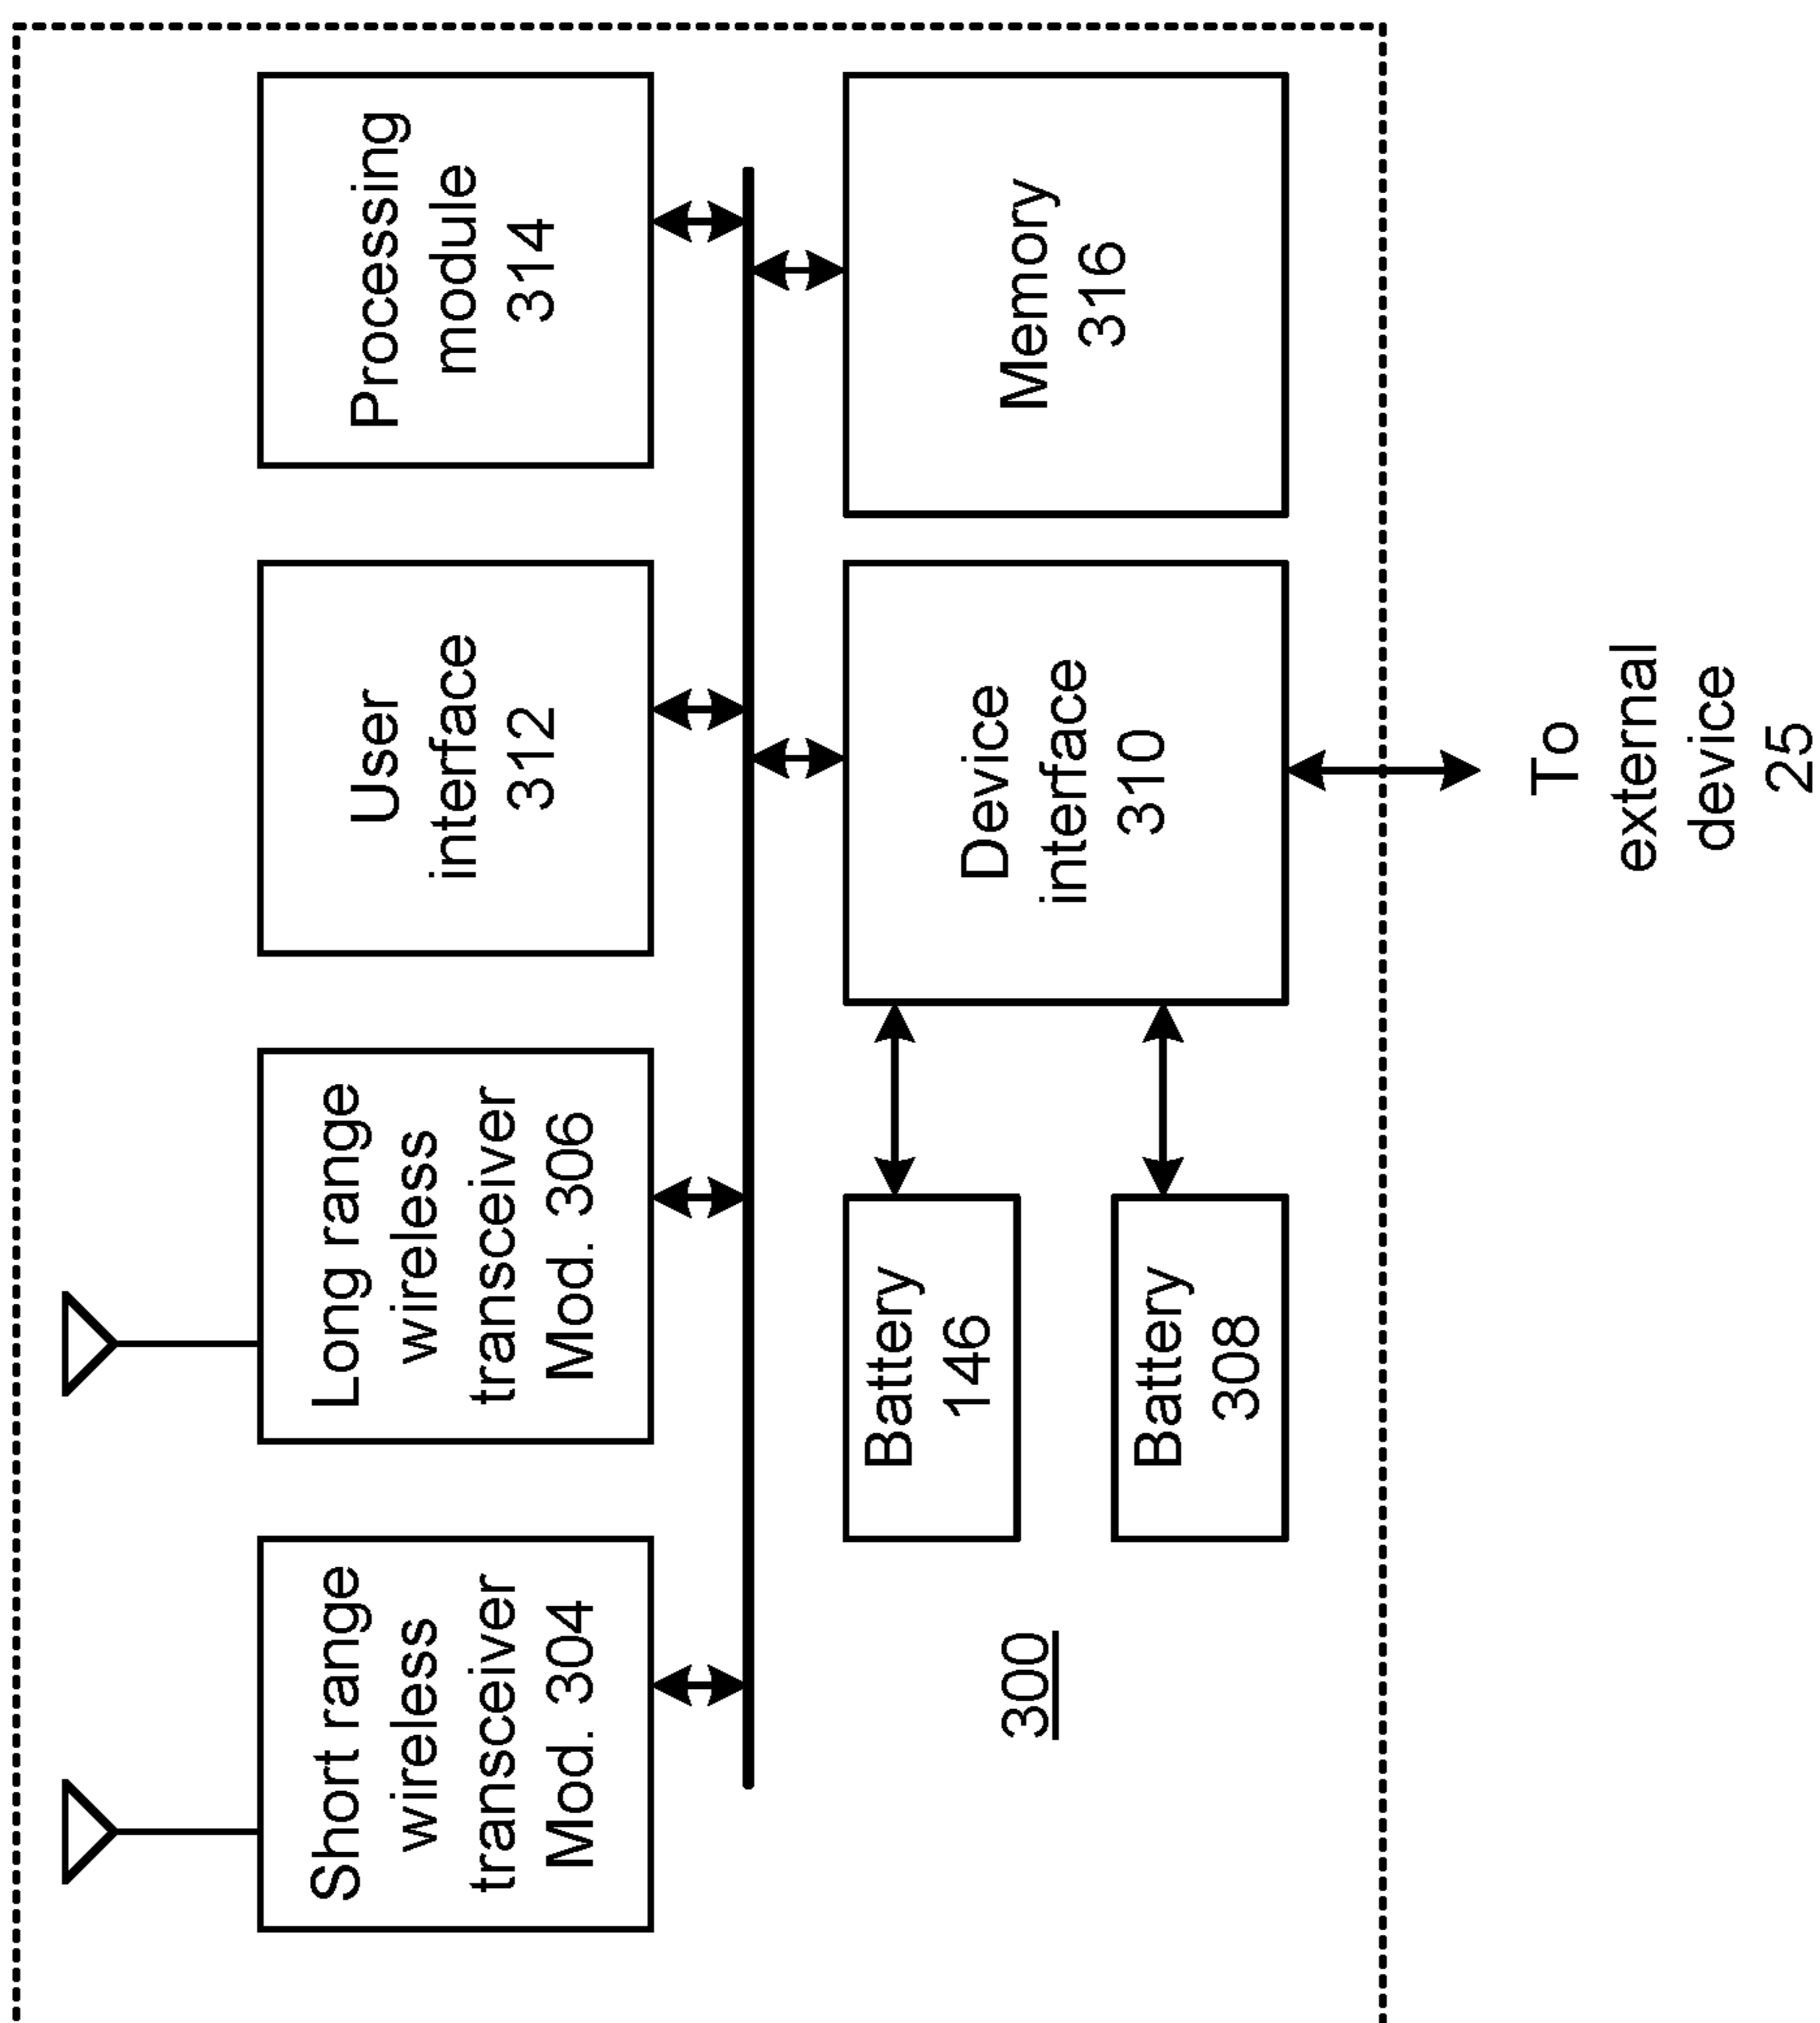 Short range
wireless
transceiver
Mod. 304
Long range
wireless
transceiver
Mod. 306
User
interface
312
Processing
module
314
Battery
146
Battery
308
Device
interface
310
Memory
316
300
To
external
device
25